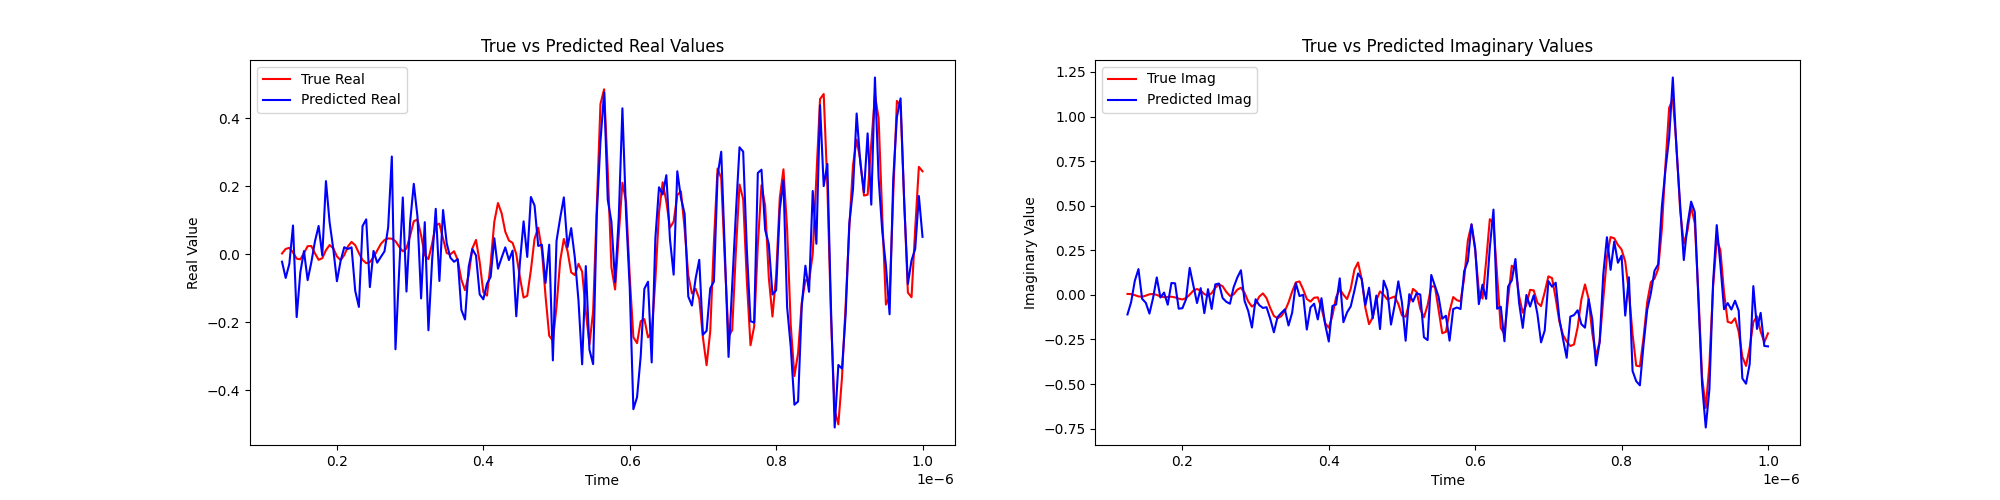 True vs Predicted Real Values
True Real
Predicted Real
Real Value
0.4
0.2
0.0
−0.2
−0.4
0.2
0.4
0.6
0.8
1.0
1e−6
Time
True vs Predicted Imaginary Values
True Imag
Predicted Imag
Imaginary Value
1.25
1.00
0.75
0.50
0.25
0.00
−0.25
−0.50
−0.75
0.2
0.4
0.6
0.8
1.0
1e−6
Time